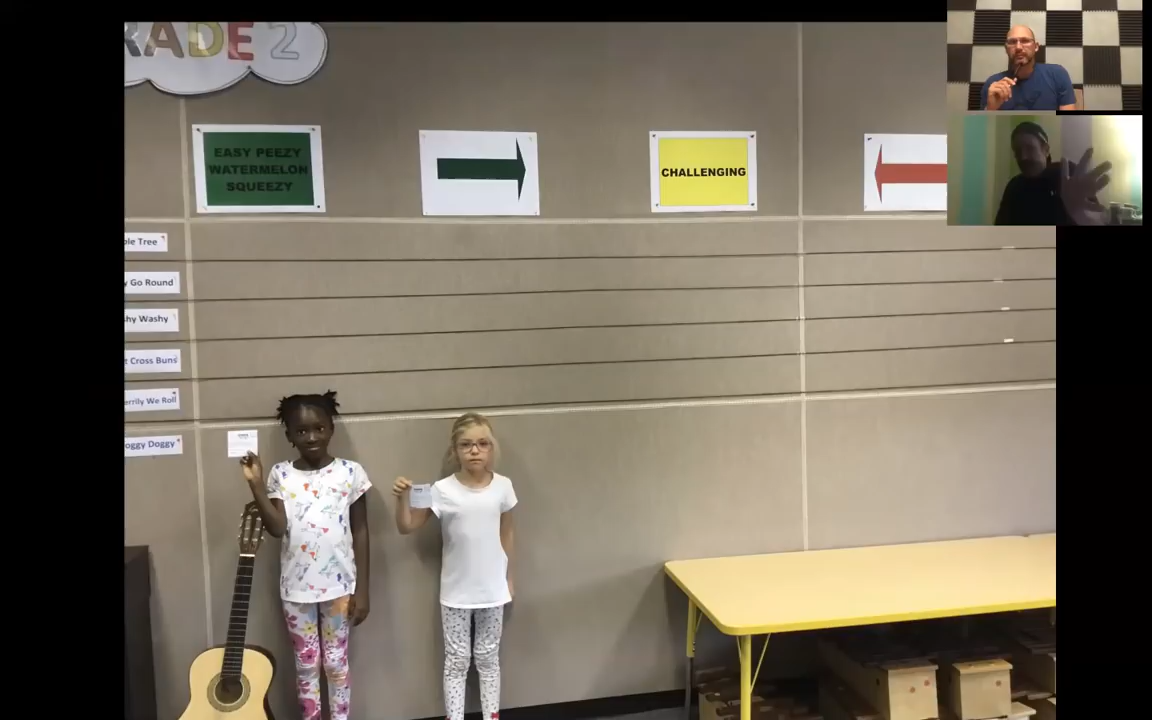 RADE 2
EASY PEEZY
WATERMELON
SQUEEZY
CHALLENGING
ple Tree
y Go Round
hy Washy
t Cross Buns
errily We Roll
oggy Doggy